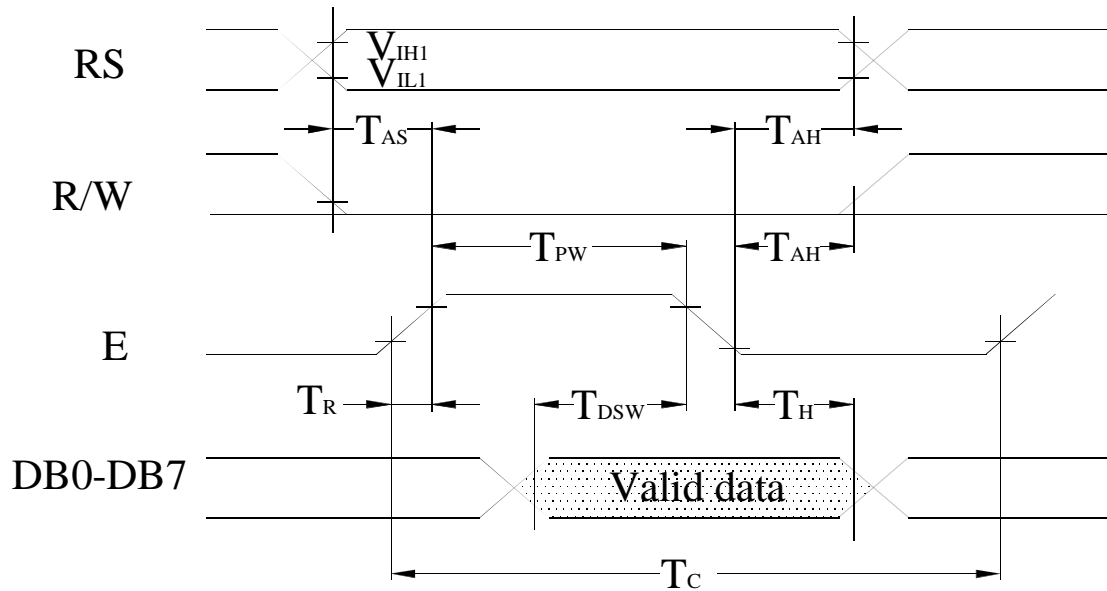 RS
VIH1
VIL1
TAS
TAH
R/W
TPW
TAH
E
TR
TDSW
TH
DB0-DB7
Valid data
TC